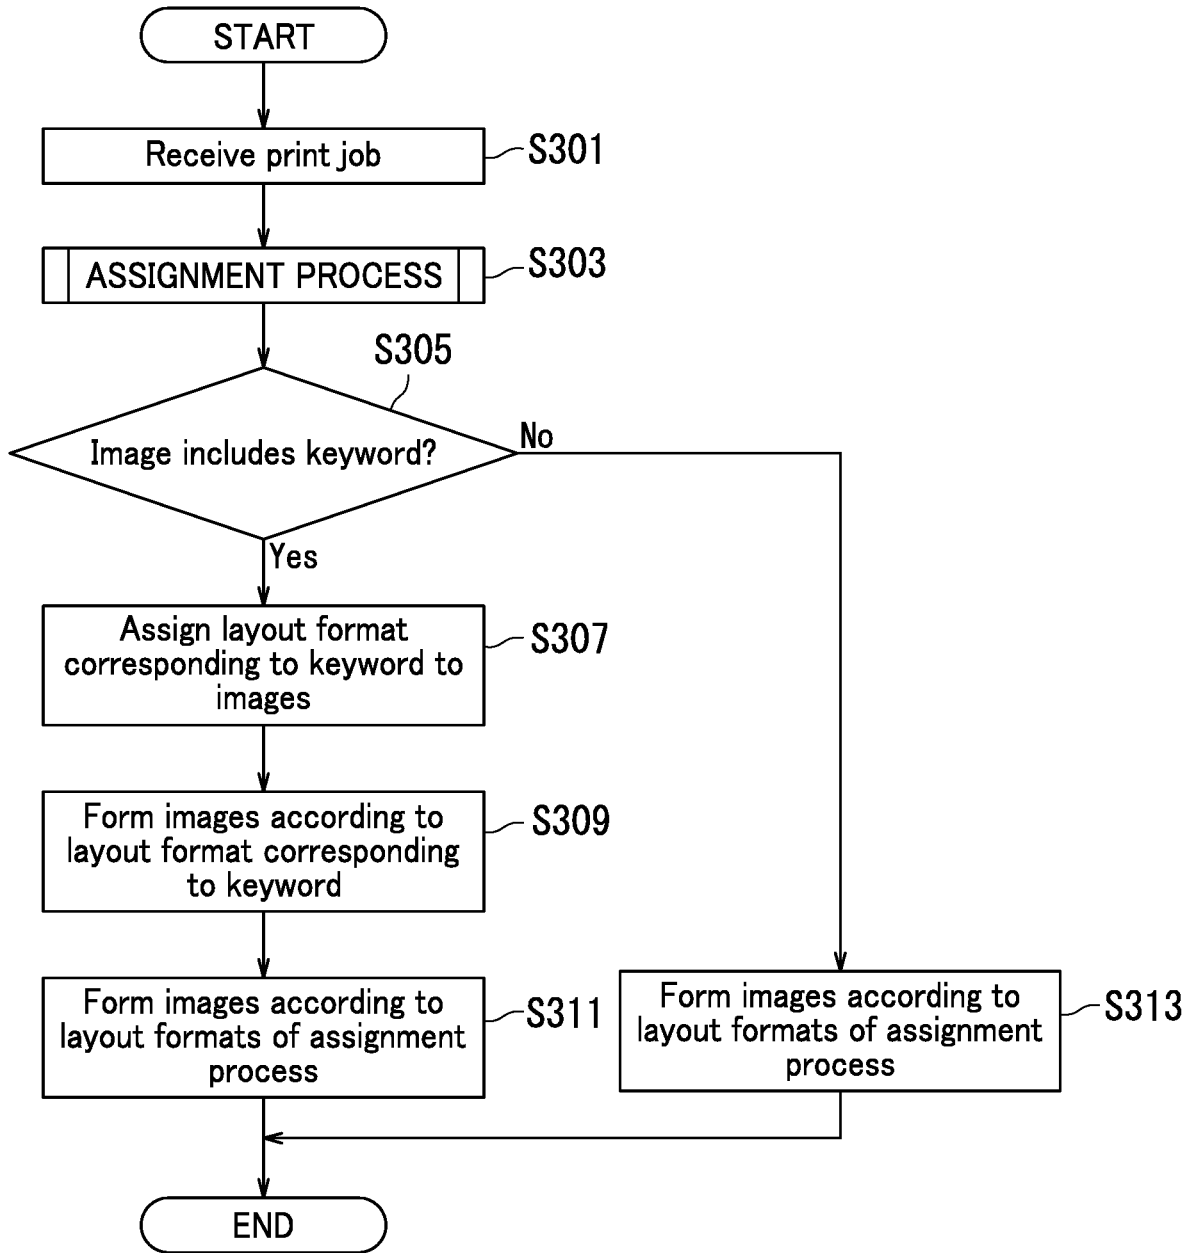 START
Receive print job
S301
ASSIGNMENT PROCESS
S303
S305
Image includes keyword?
No
Yes
Assign layout format
corresponding to keyword to
images
S307
Form images according to
layout format corresponding
to keyword
S309
Form images according to
layout formats of assignment
process
S311
Form images according to
layout formats of assignment
process
S313
END